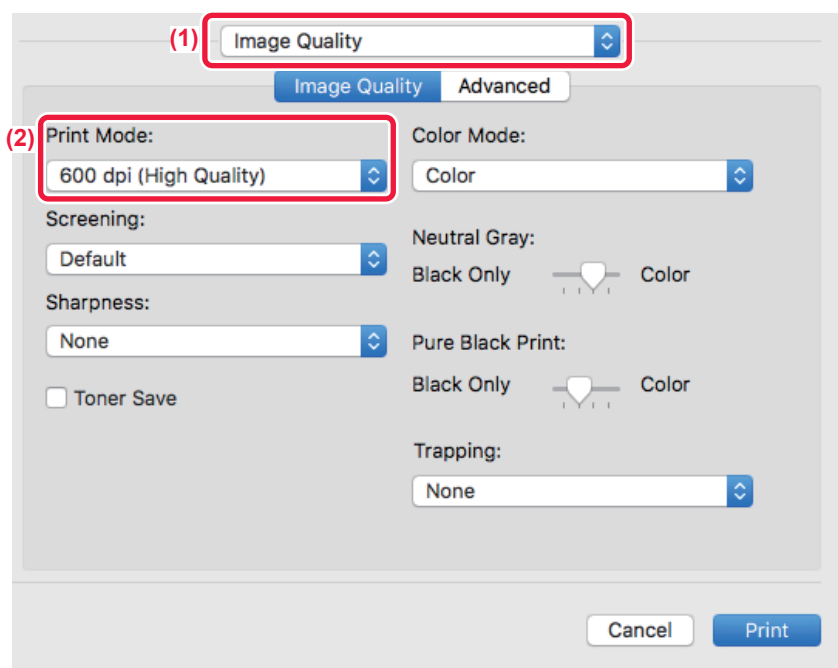 (1) Image Quality
Image Quality Advanced
(2) Print Mode:
600 dpi (High Quality)
Screening:
Default
Sharpness:
None
Toner Save
Color Mode:
Color
Neutral Gray:
Black Only Color
Pure Black Print:
Black Only Color
Trapping:
None
Cancel Print